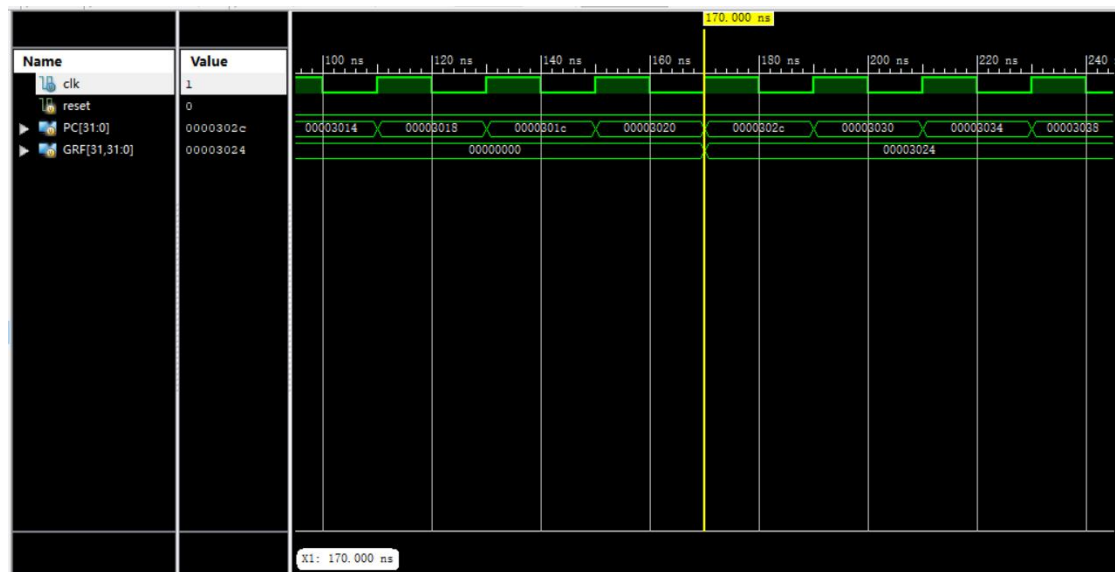 170.000 ns
Name Value
100 ns 120 ns 140 ns 160 ns 180 ns 200 ns 220 ns 240
clk 1
reset 0
PC[31:0] 0000302c 00003014 00003018 0000301c 00003020 0000302c 00003030 00003034 00003038
GRF[31,31:0] 00003024 00000000 00003024
X1: 170.000 ns